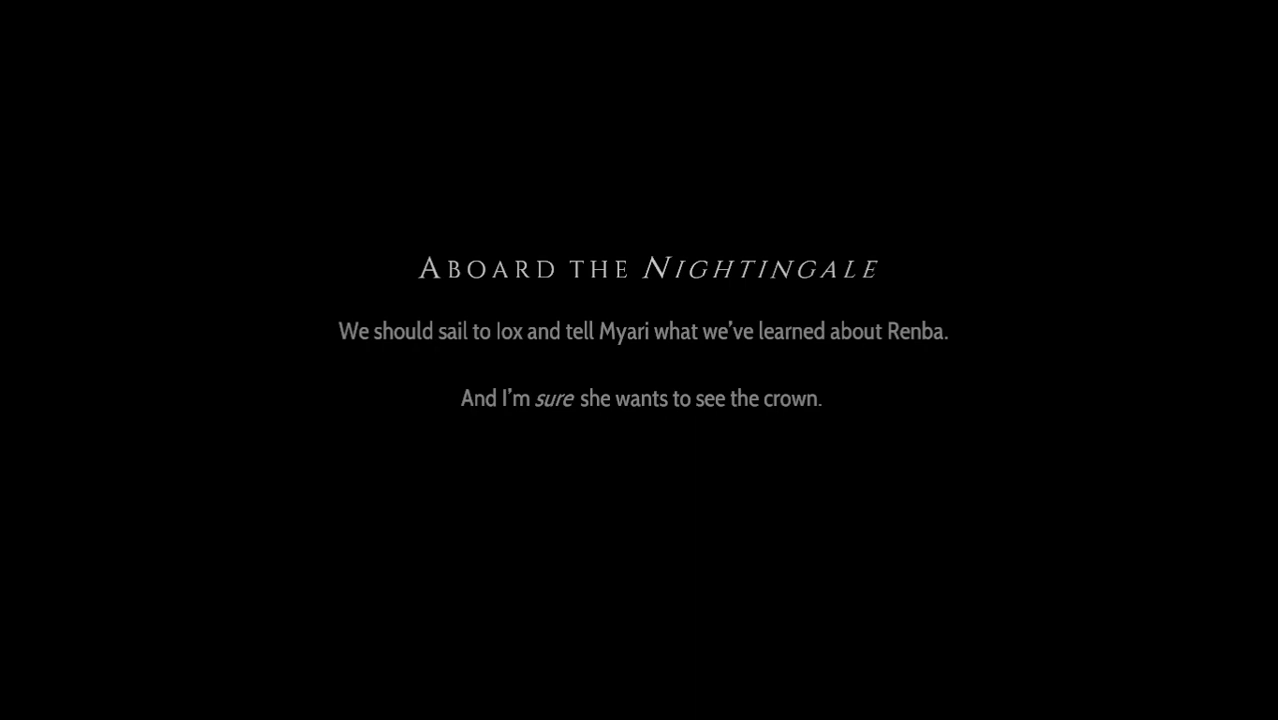 Aboard the Nightingale
We should sail to Iox and tell Myari what we've learned about Renba.
And I'm sure she wants to see the crown.